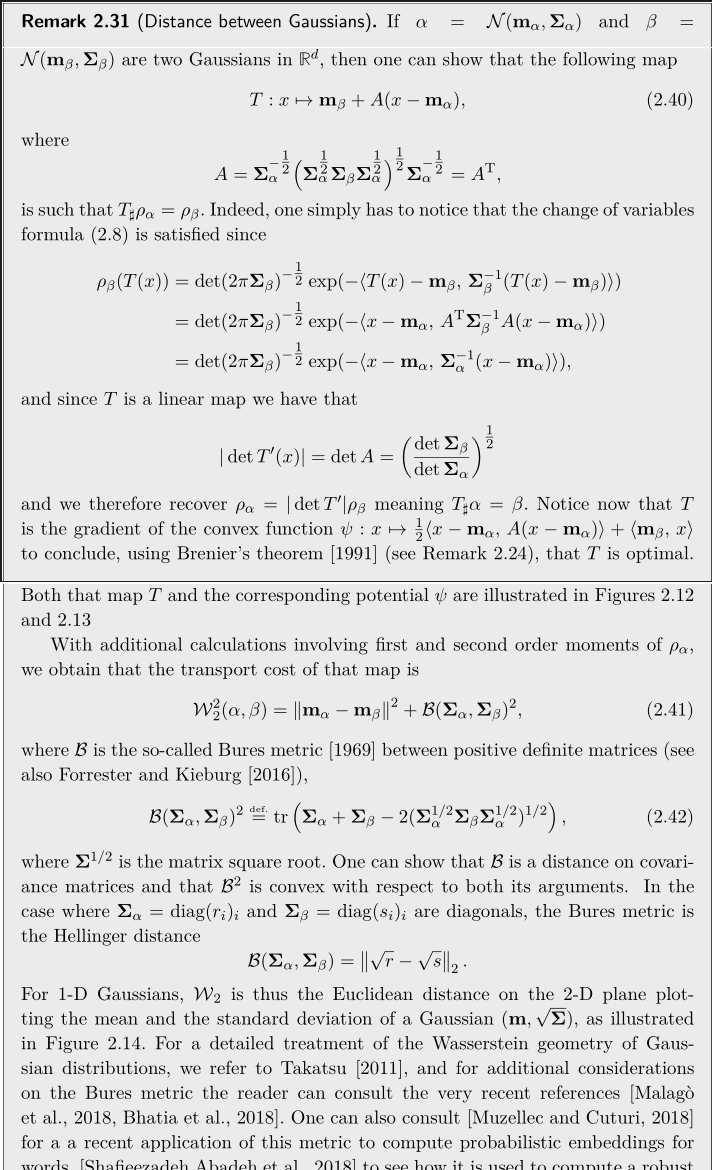 Remark 2.31 (Distance between Gaussians). If α = 𝒩(m_α, Σ_α) and β =
𝒩(m_β, Σ_β) are two Gaussians in ℝ^d, then one can show that the following map
T : x ↦ m_β + A(x − m_α), (2.40)
where
A = Σ_α^{−1/2} (Σ_α^{1/2} Σ_β Σ_α^{1/2})^{1/2} Σ_α^{−1/2} = A^T,
is such that T_♯ρ_α = ρ_β. Indeed, one simply has to notice that the change of variables
formula (2.8) is satisfied since
ρ_β(T(x)) = det(2πΣ_β)^{−1/2} exp(−⟨T(x) − m_β, Σ_β^{−1}(T(x) − m_β)⟩)
= det(2πΣ_β)^{−1/2} exp(−⟨x − m_α, A^TΣ_β^{−1}A(x − m_α)⟩)
= det(2πΣ_β)^{−1/2} exp(−⟨x − m_α, Σ_α^{−1}(x − m_α)⟩),
and since T is a linear map we have that
| det T′(x)| = det A = (det Σ_β / det Σ_α)^{1/2}
and we therefore recover ρ_α = | det T′|ρ_β meaning T_♯α = β. Notice now that T
is the gradient of the convex function ψ : x ↦ 1/2⟨x − m_α, A(x − m_α)⟩ + ⟨m_β, x⟩
to conclude, using Brenier's theorem [1991] (see Remark 2.24), that T is optimal.
Both that map T and the corresponding potential ψ are illustrated in Figures 2.12
and 2.13
With additional calculations involving first and second order moments of ρ_α,
we obtain that the transport cost of that map is
𝒲_2^2(α, β) = ‖m_α − m_β‖^2 + ℬ(Σ_α, Σ_β)^2, (2.41)
where ℬ is the so-called Bures metric [1969] between positive definite matrices (see
also Forrester and Kieburg [2016]),
ℬ(Σ_α, Σ_β)^2 def.= tr (Σ_α + Σ_β − 2(Σ_α^{1/2}Σ_βΣ_α^{1/2})^{1/2}), (2.42)
where Σ^{1/2} is the matrix square root. One can show that ℬ is a distance on covari-
ance matrices and that ℬ^2 is convex with respect to both its arguments. In the
case where Σ_α = diag(r_i)_i and Σ_β = diag(s_i)_i are diagonals, the Bures metric is
the Hellinger distance
ℬ(Σ_α, Σ_β) = ‖√r − √s‖_2 .
For 1-D Gaussians, 𝒲_2 is thus the Euclidean distance on the 2-D plane plot-
ting the mean and the standard deviation of a Gaussian (m, √Σ), as illustrated
in Figure 2.14. For a detailed treatment of the Wasserstein geometry of Gaus-
sian distributions, we refer to Takatsu [2011], and for additional considerations
on the Bures metric the reader can consult the very recent references [Malagò
et al., 2018, Bhatia et al., 2018]. One can also consult [Muzellec and Cuturi, 2018]
for a a recent application of this metric to compute probabilistic embeddings for
words, [Shafieezadeh Abadeh et al., 2018] to see how it is used to compute a robust